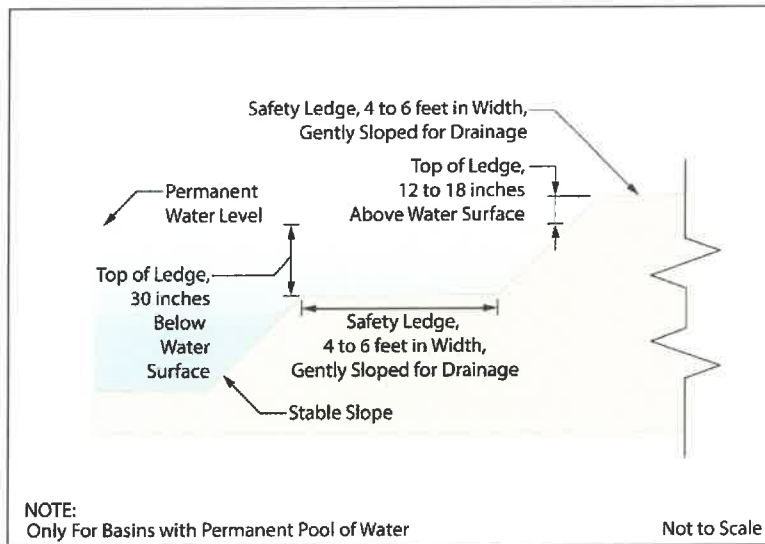 Safety Ledge, 4 to 6 feet in Width,
Gently Sloped for Drainage
Top of Ledge,
12 to 18 inches
Above Water Surface
Permanent
Water Level
Top of Ledge,
30 inches
Below
Water
Surface
Safety Ledge,
4 to 6 feet in Width,
Gently Sloped for Drainage
Stable Slope
NOTE:
Only For Basins with Permanent Pool of Water
Not to Scale